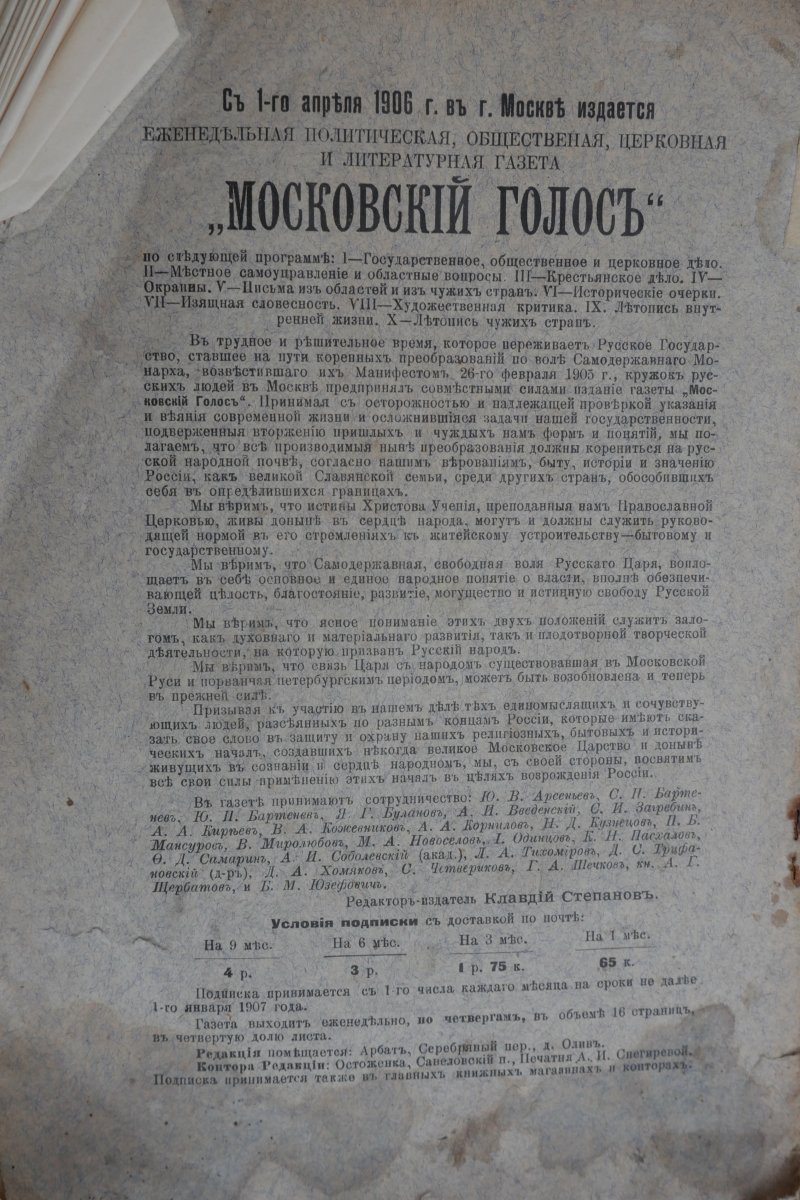 Съ 1-го апрѣля 1906 г. въ г. Москвѣ издается
ЕЖЕНЕДѢЛЬНАЯ ПОЛИТИЧЕСКАЯ, ОБЩЕСТВЕНАЯ, ЦЕРКОВНАЯ
И ЛИТЕРАТУРНАЯ ГАЗЕТА
„МОСКОВСКІЙ ГОЛОСЪ“
по слѣдующей программѣ: I—Государственное, общественное и церковное дѣло.
II—Мѣстное самоуправленіе и областные вопросы. III—Крестьянское дѣло. IV—
Окраины. V—Письма изъ областей и изъ чужихъ странъ. VI—Историческіе очерки.
VII—Изящная словесность. VIII—Художественная критика. IX. Лѣтопись внут-
ренней жизни. X—Лѣтопись чужихъ странъ.
Въ трудное и рѣшительное время, которое переживаетъ Русское Государ-
ство, ставшее на пути коренныхъ преобразованій по волѣ Самодержавнаго Мо-
нарха, возвѣстившаго ихъ Манифестомъ 26-го февраля 1905 г., кружокъ рус-
скихъ людей въ Москвѣ предпринялъ совмѣстными силами изданіе газеты „Мос-
ковскій Голосъ“. Принимая съ осторожностью и надлежащей провѣркой указанія
и вѣянія современной жизни и осложнившіяся задачи нашей государственности,
подверженныя вторженію пришлыхъ и чуждыхъ намъ формъ и понятій, мы по-
лагаемъ, что всѣ производимыя нынѣ преобразованія должны корениться на рус-
ской народной почвѣ, согласно нашимъ вѣрованіямъ, быту, исторіи и значенію
Россіи, какъ великой Славянской семьи, среди другихъ странъ, обособившихъ
себя въ опредѣлившихся границахъ.
Мы вѣримъ, что истины Христова Ученія, преподанныя намъ Православной
Церковью, живы донынѣ въ сердцѣ народа, могутъ и должны служить руково-
дящей нормой въ его стремленіяхъ къ житейскому устроительству—бытовому и
государственному.
Мы вѣримъ, что Самодержавная, свободная воля Русскаго Царя, вопло-
щаетъ въ себѣ основное и единое народное понятіе о власти, вполнѣ обезпечи-
вающей цѣлость, благостояніе, развитіе, могущество и истинную свободу Русской
Земли.
Мы вѣримъ, что ясное пониманіе этихъ двухъ положеній служитъ зало-
гомъ, какъ духовнаго и матеріальнаго развитія, такъ и плодотворной творческой
дѣятельности, на которую призванъ Русскій народъ.
Мы вѣримъ, что связь Царя съ народомъ существовавшая въ Московской
Руси и порванная петербургскимъ періодомъ, можетъ быть возобновлена и теперь
въ прежней силѣ.
Призывая къ участію въ нашемъ дѣлѣ тѣхъ единомыслящихъ и сочувству-
ющихъ людей, разсѣянныхъ по разнымъ концамъ Россіи, которые имѣютъ ска-
зать свое слово въ защиту и охрану нашихъ религіозныхъ, бытовыхъ и истори-
ческихъ началъ, создавшихъ нѣкогда великое Московское Царство и донынѣ
живущихъ въ сознаніи и сердцѣ народномъ, мы, съ своей стороны, посвятимъ
всѣ свои силы примѣненію этихъ началъ въ цѣляхъ возрожденія Россіи.
Въ газетѣ принимаютъ сотрудничество: Ю. В. Арсеньевъ, С. П. Барте-
невъ, Ю. П. Бартеневъ, Я. Г. Булановъ, А. И. Введенскій, С. И. Загребинъ,
А. А. Кирѣевъ, В. А. Кожевниковъ, А. А. Корниловъ, Н. Д. Кузнецовъ, П. Б.
Мансуровъ, В. Миролюбовъ, М. А. Новоселовъ, I. Одинцовъ, К. Н. Пасхаловъ,
Ѳ. Д. Самаринъ, А. И. Соболевскій (акад.), Л. А. Тихоміровъ, Д. С. Трифа-
новскій (д-ръ), Д. А. Хомяковъ, С. Четвериковъ, Г. А. Шечковъ, кн. А. Г.
Щербатовъ, и Б. М. Юзефовичъ.
Редакторъ-издатель Клавдій Степановъ.
Условія подписки съ доставкой по почтѣ:
На 9 мѣс. На 6 мѣс. На 3 мѣс. На 1 мѣс.
4 р. 3 р. 1 р. 75 к. 65 к.
Подписка принимается съ 1-го числа каждаго мѣсяца на сроки не далѣе
1-го января 1907 года.
Газета выходитъ еженедѣльно, по четвергамъ, въ объемѣ 16 страницъ,
въ четвертую долю листа.
Редакція помѣщается: Арбатъ, Серебряный пер., д. Оливъ.
Контора Редакціи: Остоженка, Савеловскій п., Печатня А. И. Снегиревой.
Подписка принимается также въ главныхъ книжныхъ магазинахъ и конторахъ.